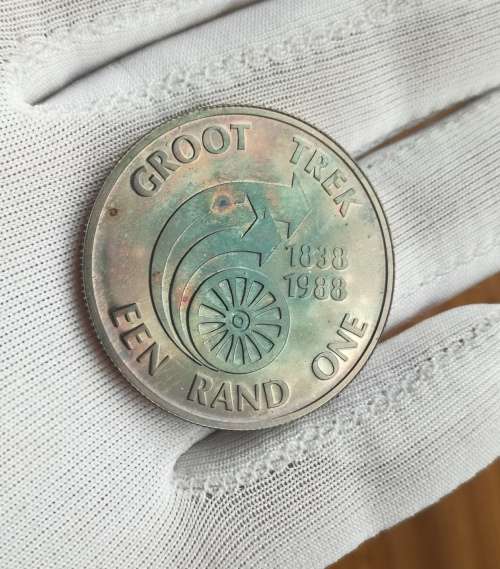 GROOT TREK
1838
1988
EEN RAND ONE